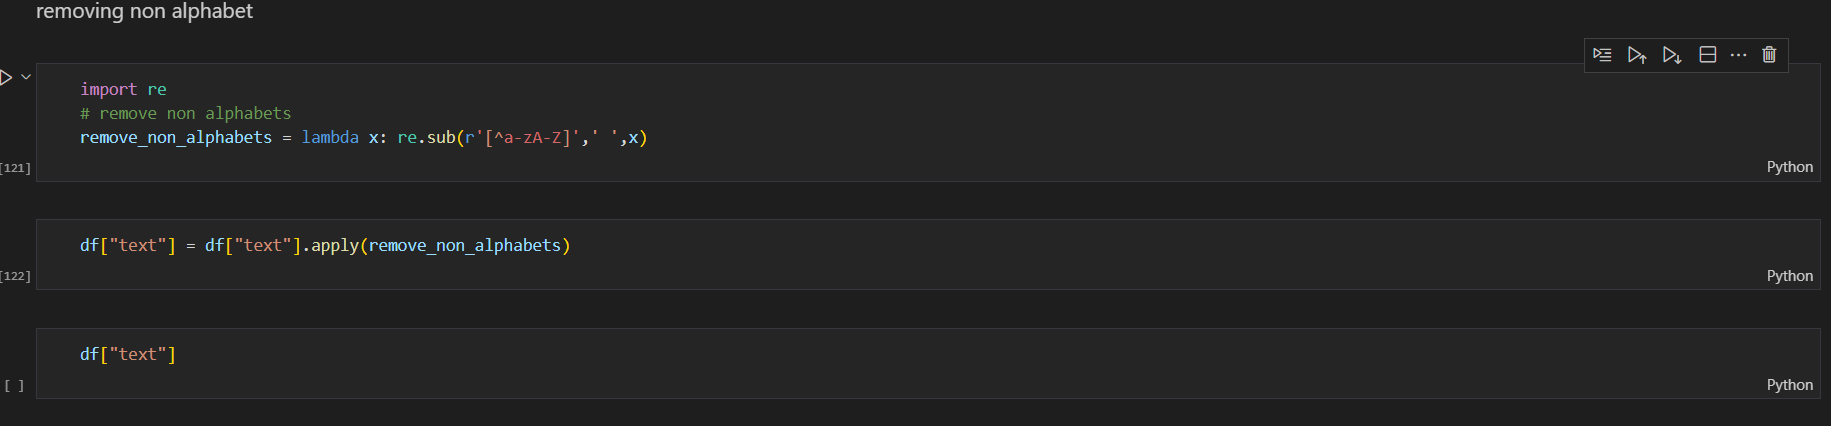 removing non alphabet
import re
# remove non alphabets
remove_non_alphabets = lambda x: re.sub(r'[^a-zA-Z]',' ',x)
[121]
Python
df["text"] = df["text"].apply(remove_non_alphabets)
[122]
Python
df["text"]
[ ]
Python